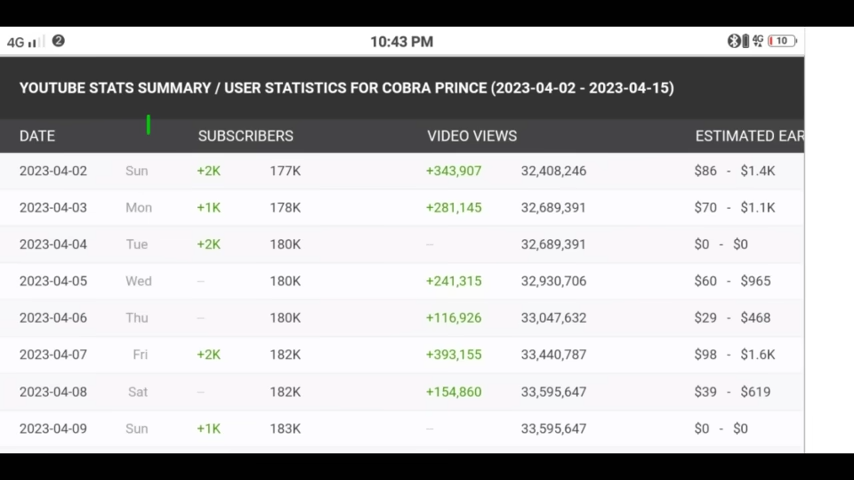 4G 2 10:43 PM 4G 10
YOUTUBE STATS SUMMARY / USER STATISTICS FOR COBRA PRINCE (2023-04-02 - 2023-04-15)
DATE SUBSCRIBERS VIDEO VIEWS ESTIMATED EAR
2023-04-02 Sun +2K 177K +343,907 32,408,246 $86 - $1.4K
2023-04-03 Mon +1K 178K +281,145 32,689,391 $70 - $1.1K
2023-04-04 Tue +2K 180K -- 32,689,391 $0 - $0
2023-04-05 Wed -- 180K +241,315 32,930,706 $60 - $965
2023-04-06 Thu -- 180K +116,926 33,047,632 $29 - $468
2023-04-07 Fri +2K 182K +393,155 33,440,787 $98 - $1.6K
2023-04-08 Sat -- 182K +154,860 33,595,647 $39 - $619
2023-04-09 Sun +1K 183K -- 33,595,647 $0 - $0